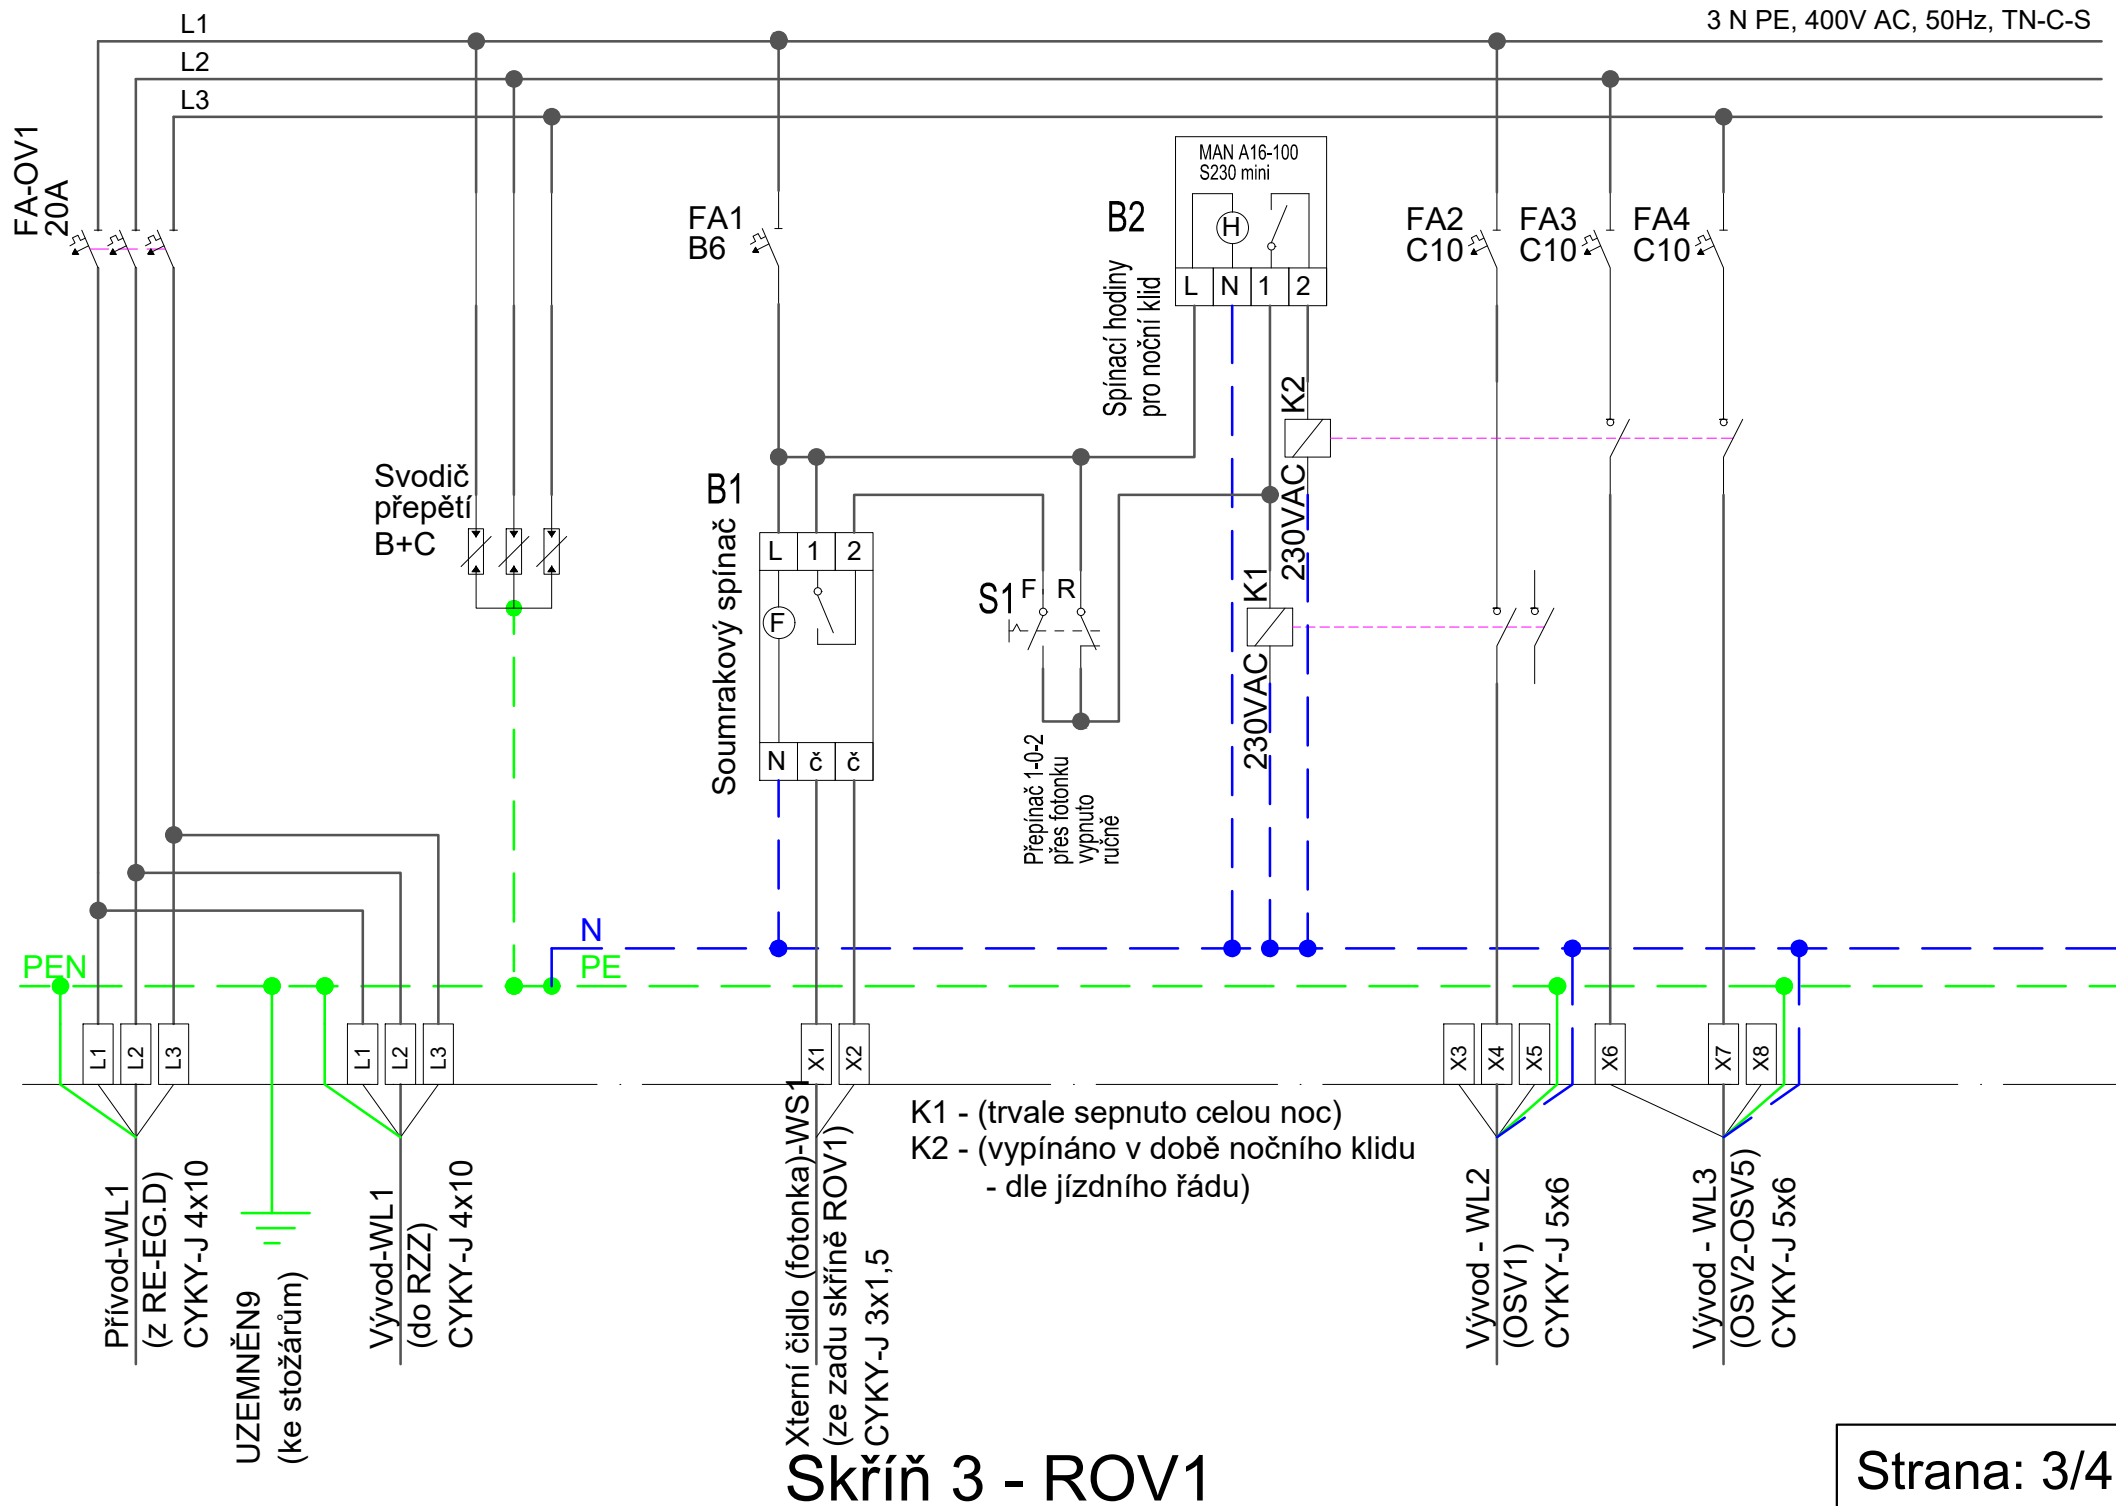 3 N PE, 400V AC, 50Hz, TN-C-S
L1
L2
L3
FA-OV1
20A
Svodič
přepětí
B+C
FA1
B6
B1
Soumrakový spínač
L
1
2
F
N
č
č
S1
F
R
Přepínač 1-0-2
přes fotonku
vypnuto
ručně
MAN A16-100
S230 mini
H
L
N
1
2
B2
Spínací hodiny
pro noční klid
K2
230VAC
K1
230VAC
FA2
C10
FA3
C10
FA4
C10
N
PEN
PE
L1
L2
L3
L1
L2
L3
X1
X2
X3
X4
X5
X6
X7
X8
Přívod-WL1
(z RE-EG.D)
CYKY-J 4x10
UZEMNĚN9
(ke stožárům)
Vývod-WL1
(do RZZ)
CYKY-J 4x10
Xterní čidlo (fotonka)-WS1
(ze zadu skříně ROV1)
CYKY-J 3x1,5
K1 - (trvale sepnuto celou noc)
K2 - (vypínáno v době nočního klidu
- dle jízdního řádu)
Vývod - WL2
(OSV1)
CYKY-J 5x6
Vývod - WL3
(OSV2-OSV5)
CYKY-J 5x6
Skříň 3 - ROV1
Strana: 3/4